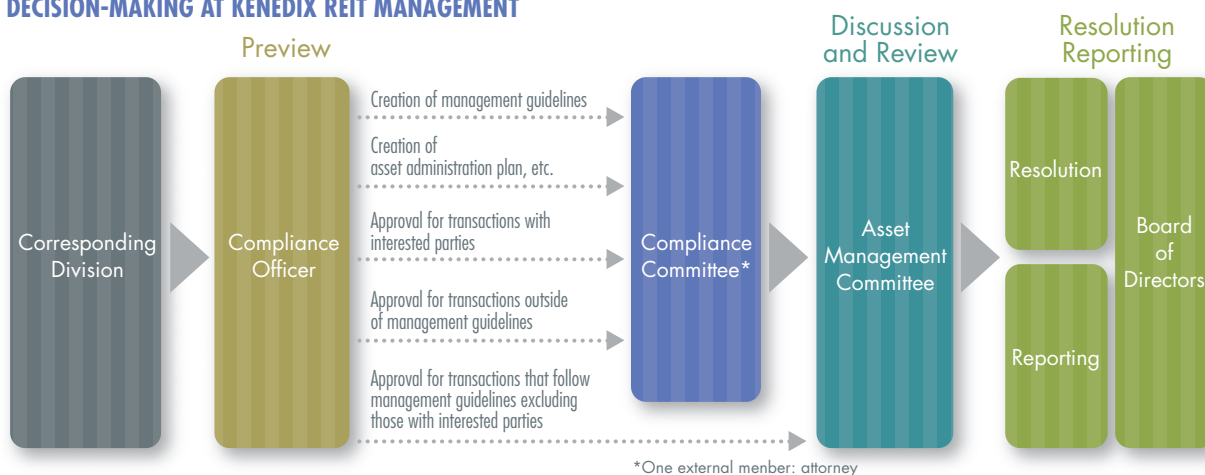 DECISION-MAKING AT KENEDIX REIT MANAGEMENT
Preview
Discussion
and Review
Resolution
Reporting
Corresponding
Division
Compliance
Officer
Creation of management guidelines
Creation of
asset administration plan, etc.
Approval for transactions with
interested parties
Approval for transactions outside
of management guidelines
Approval for transactions that follow
management guidelines excluding
those with interested parties
Compliance
Committee*
Asset
Management
Committee
Resolution
Reporting
Board
of
Directors
*One external menber: attorney